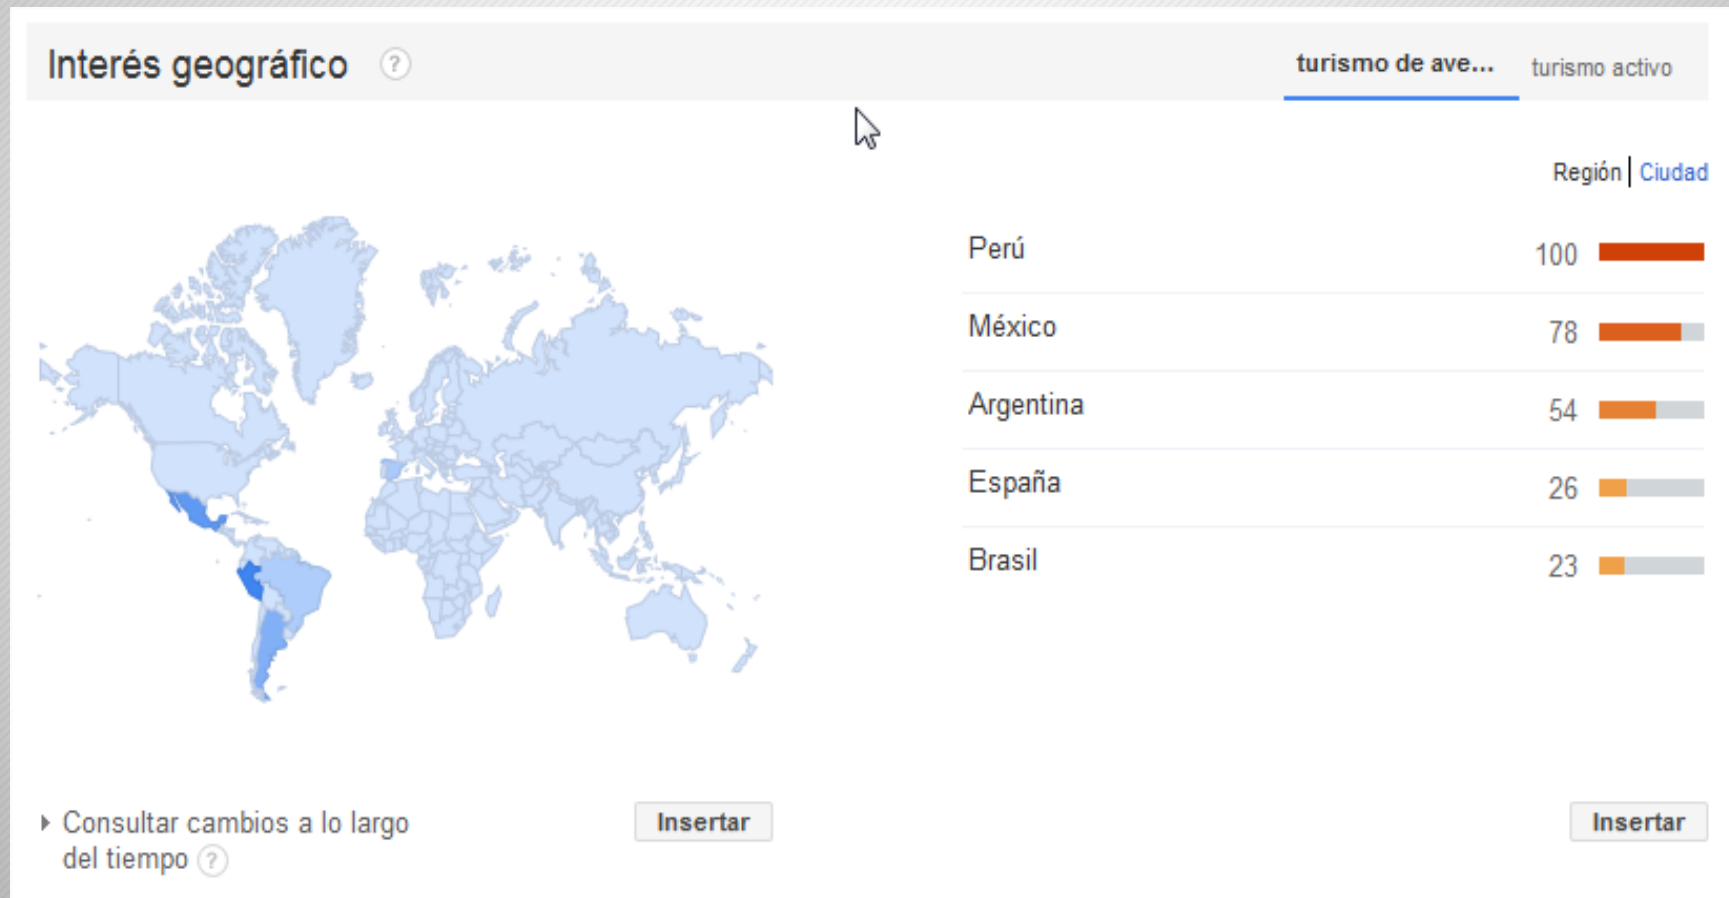 Interés geográfico ?
turismo de ave... turismo activo
Región | Ciudad
Perú 100
México 78
Argentina 54
España 26
Brasil 23
Consultar cambios a lo largo
del tiempo ?
Insertar
Insertar